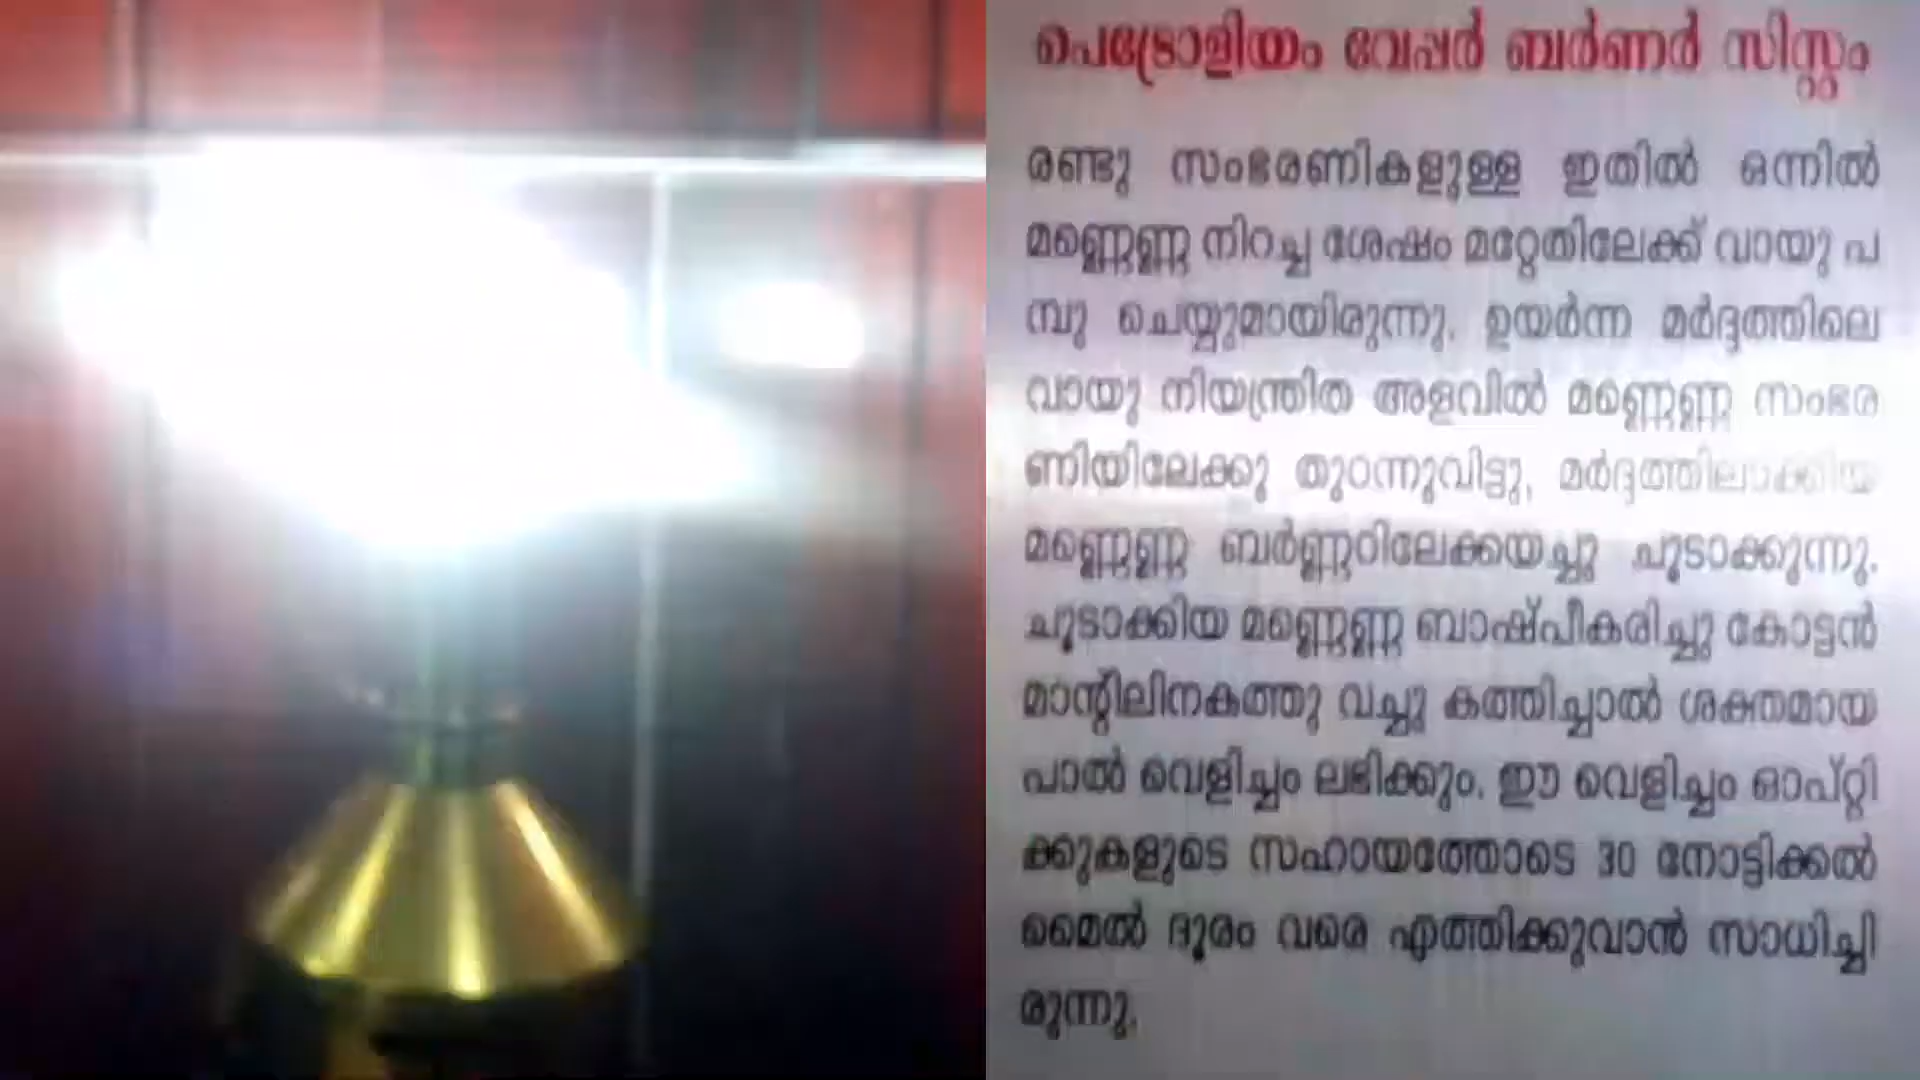 പെട്രോളിയം വേപ്പർ ബർണർ സിസ്റ്റം
രണ്ടു സംഭരണികളുള്ള ഇതിൽ ഒന്നിൽ
മണ്ണെണ്ണ നിറച്ച ശേഷം മറ്റേതിലേക്ക് വായു പ
മ്പു ചെയ്യുമായിരുന്നു. ഉയർന്ന മർദ്ദത്തിലെ
വായു നിയന്ത്രിത അളവിൽ മണ്ണെണ്ണ സംഭര
ണിയിലേക്കു തുറന്നുവിട്ടു, മർദ്ദത്തിലാക്കിയ
മണ്ണെണ്ണ ബർണ്ണറിലേക്കയച്ചു ചൂടാക്കുന്നു.
ചൂടാക്കിയ മണ്ണെണ്ണ ബാഷ്പീകരിച്ചു കോട്ടൻ
മാന്റിലിനകത്തു വച്ചു കത്തിച്ചാൽ ശക്തമായ
പാൽ വെളിച്ചം ലഭിക്കും. ഈ വെളിച്ചം ഓപ്റ്റി
ക്കുകളുടെ സഹായത്തോടെ 30 നോട്ടിക്കൽ
മൈൽ ദൂരം വരെ എത്തിക്കുവാൻ സാധിച്ചി
രുന്നു.